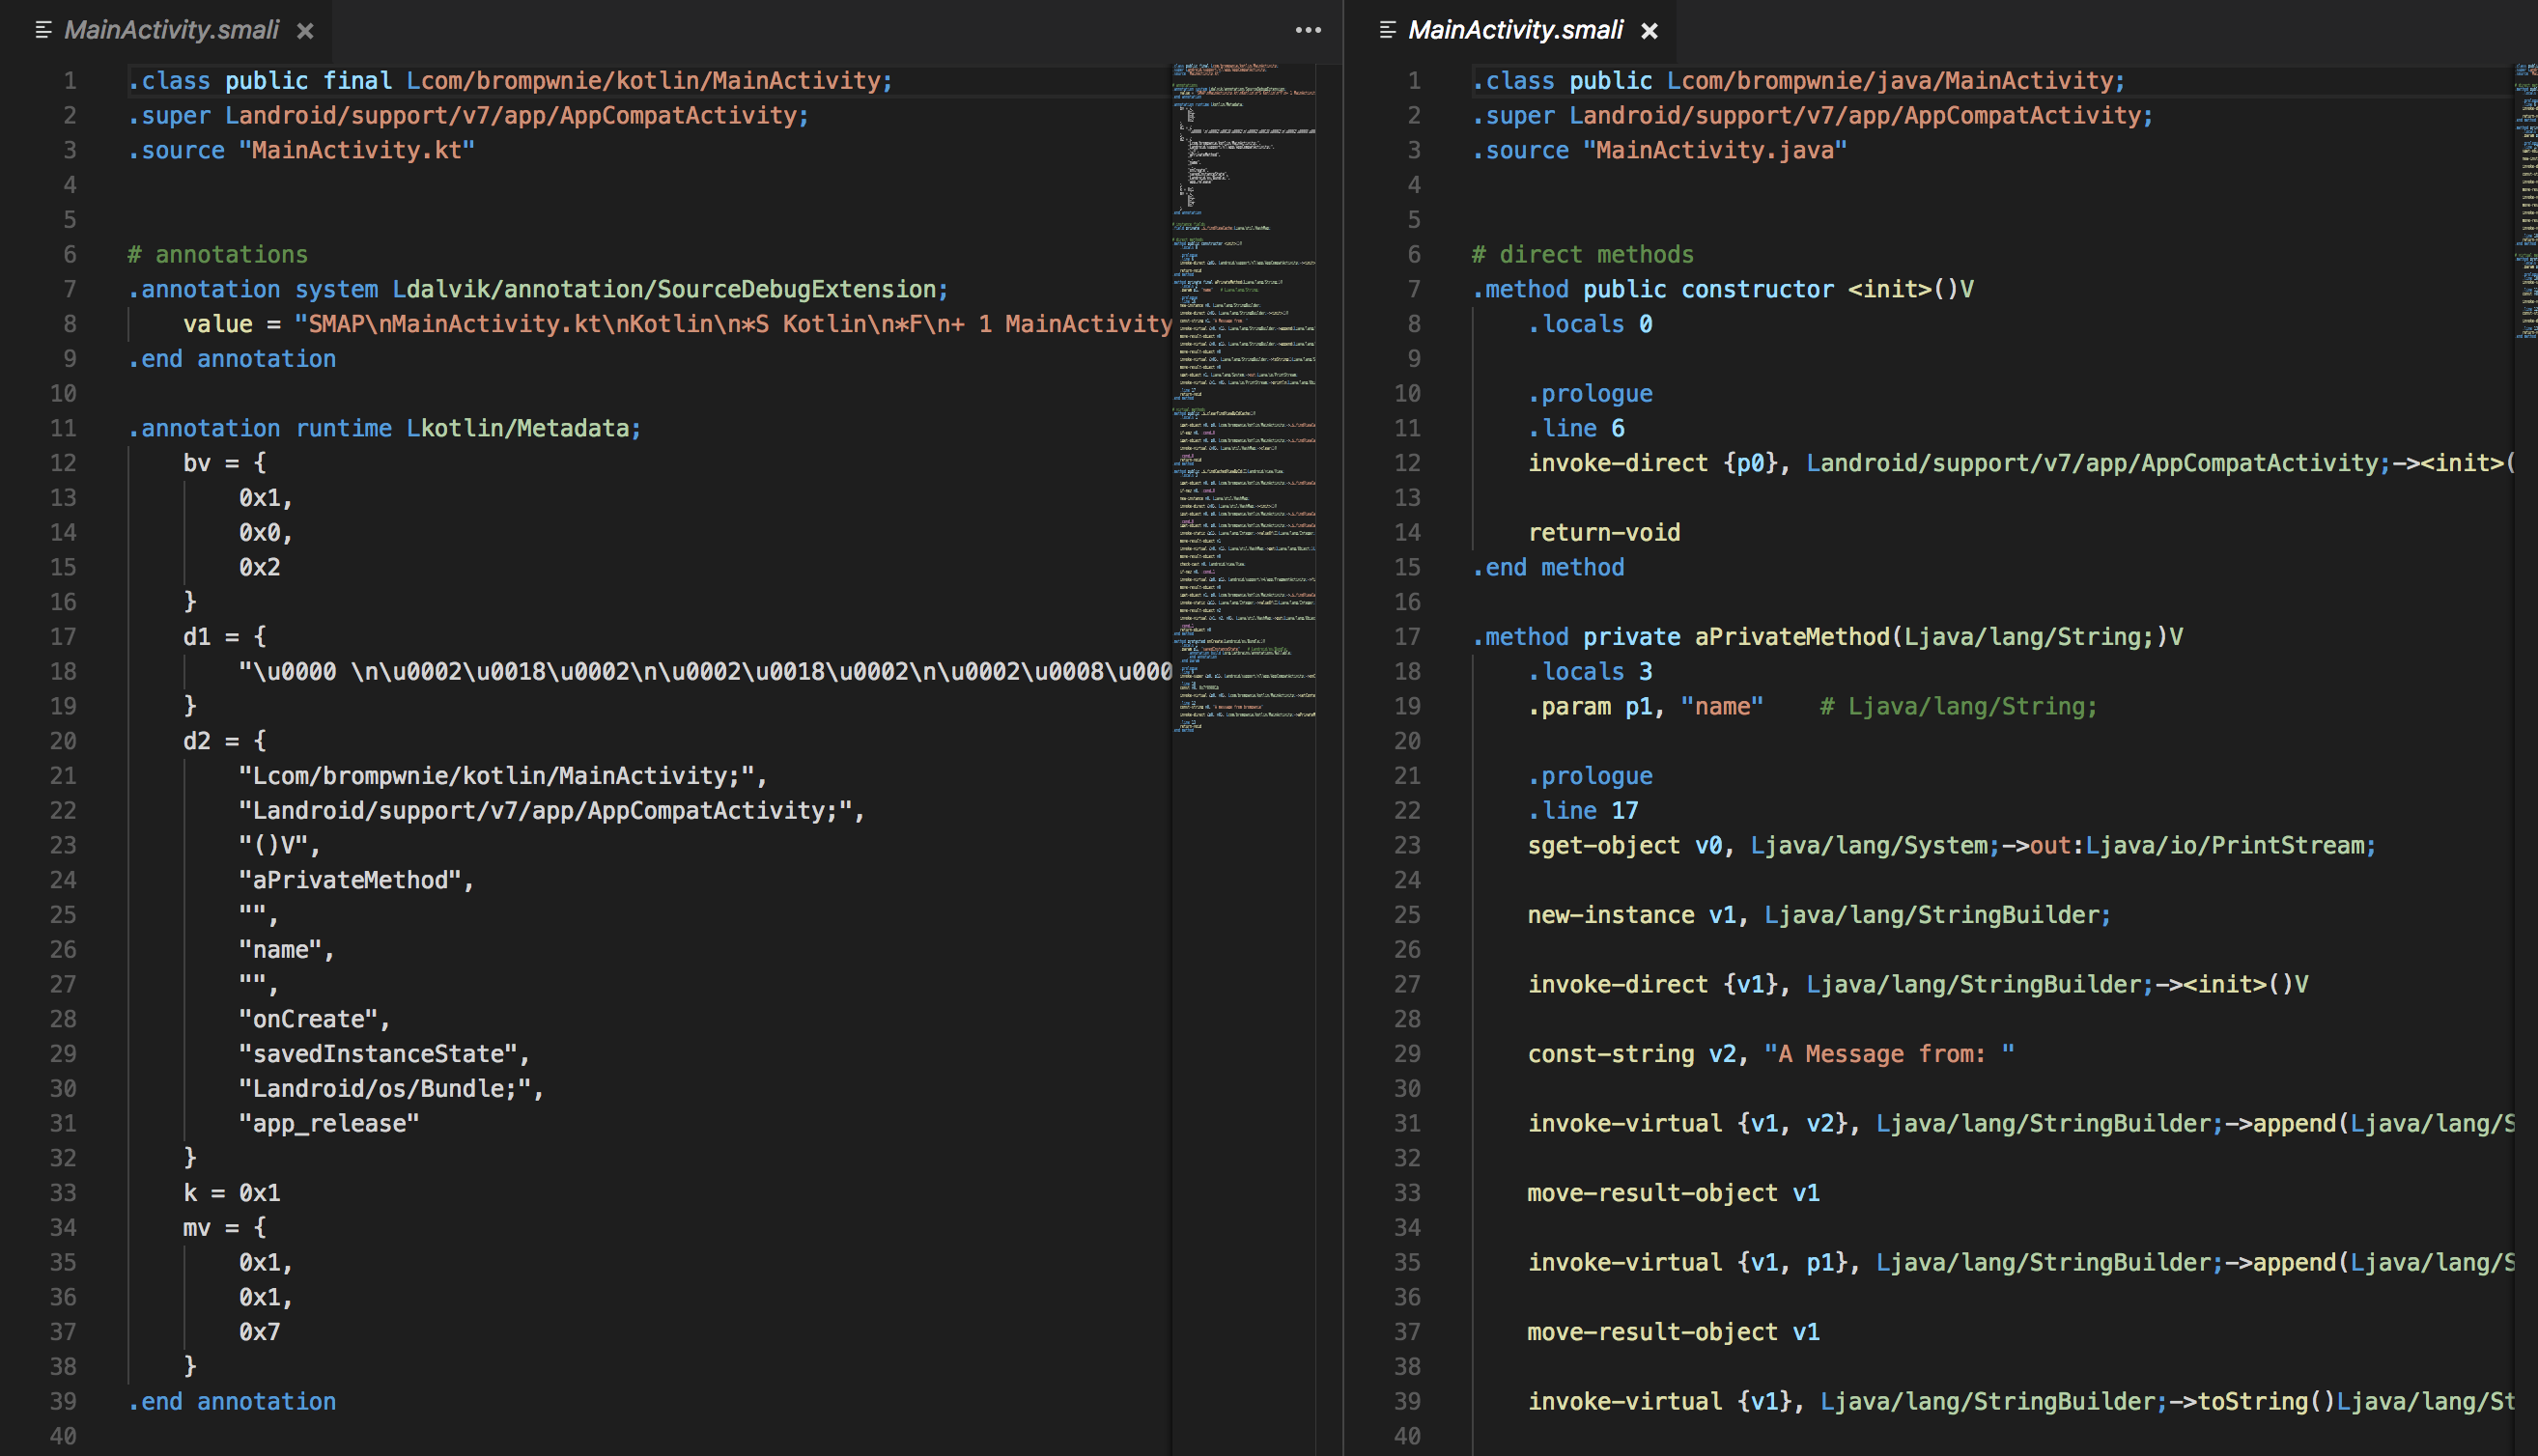 MainActivity.smali
1 .class public final Lcom/brompwnie/kotlin/MainActivity;
2 .super Landroid/support/v7/app/AppCompatActivity;
3 .source "MainActivity.kt"
4
5
6 # annotations
7 .annotation system Ldalvik/annotation/SourceDebugExtension;
8 value = "SMAP\nMainActivity.kt\nKotlin\n*S Kotlin\n*F\n+ 1 MainActivity
9 .end annotation
10
11 .annotation runtime Lkotlin/Metadata;
12 bv = {
13 0x1,
14 0x0,
15 0x2
16 }
17 d1 = {
18 "\u0000 \n\u0002\u0018\u0002\n\u0002\u0018\u0002\n\u0002\u0008\u000
19 }
20 d2 = {
21 "Lcom/brompwnie/kotlin/MainActivity;",
22 "Landroid/support/v7/app/AppCompatActivity;",
23 "()V",
24 "aPrivateMethod",
25 "",
26 "name",
27 "",
28 "onCreate",
29 "savedInstanceState",
30 "Landroid/os/Bundle;",
31 "app_release"
32 }
33 k = 0x1
34 mv = {
35 0x1,
36 0x1,
37 0x7
38 }
39 .end annotation
40
MainActivity.smali
1 .class public Lcom/brompwnie/java/MainActivity;
2 .super Landroid/support/v7/app/AppCompatActivity;
3 .source "MainActivity.java"
4
5
6 # direct methods
7 .method public constructor <init>()V
8 .locals 0
9
10 .prologue
11 .line 6
12 invoke-direct {p0}, Landroid/support/v7/app/AppCompatActivity;-><init>(
13
14 return-void
15 .end method
16
17 .method private aPrivateMethod(Ljava/lang/String;)V
18 .locals 3
19 .param p1, "name" # Ljava/lang/String;
20
21 .prologue
22 .line 17
23 sget-object v0, Ljava/lang/System;->out:Ljava/io/PrintStream;
24
25 new-instance v1, Ljava/lang/StringBuilder;
26
27 invoke-direct {v1}, Ljava/lang/StringBuilder;-><init>()V
28
29 const-string v2, "A Message from: "
30
31 invoke-virtual {v1, v2}, Ljava/lang/StringBuilder;->append(Ljava/lang/S
32
33 move-result-object v1
34
35 invoke-virtual {v1, p1}, Ljava/lang/StringBuilder;->append(Ljava/lang/S
36
37 move-result-object v1
38
39 invoke-virtual {v1}, Ljava/lang/StringBuilder;->toString()Ljava/lang/St
40